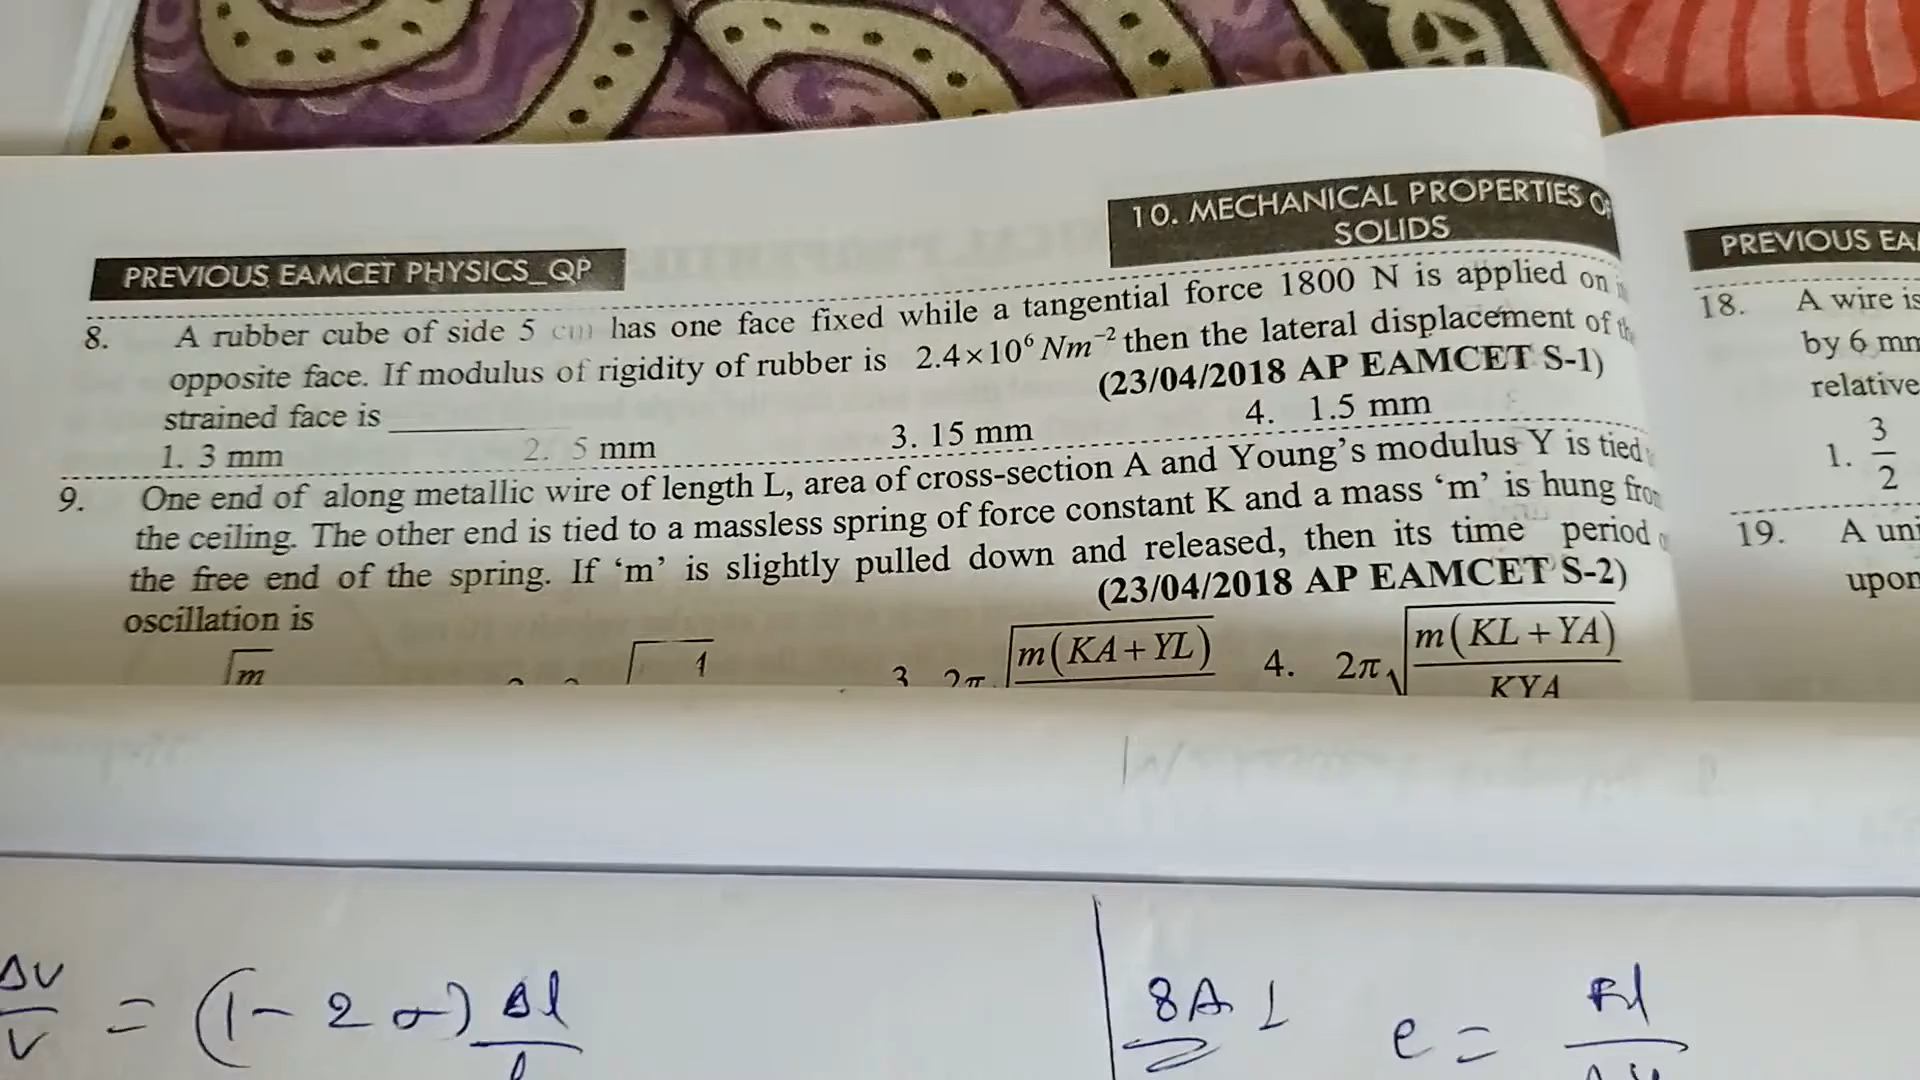 10. MECHANICAL PROPERTIES OF
SOLIDS
PREVIOUS EAMCET PHYSICS_QP
8. A rubber cube of side 5 cm has one face fixed while a tangential force 1800 N is applied on
opposite face. If modulus of rigidity of rubber is 2.4×10⁶ Nm⁻² then the lateral displacement of
strained face is ________ (23/04/2018 AP EAMCET S-1)
1. 3 mm 2. 5 mm 3. 15 mm 4. 1.5 mm
9. One end of along metallic wire of length L, area of cross-section A and Young's modulus Y is tied
the ceiling. The other end is tied to a massless spring of force constant K and a mass 'm' is hung from
the free end of the spring. If 'm' is slightly pulled down and released, then its time period
oscillation is (23/04/2018 AP EAMCET S-2)
√m 1 3. 2π√m(KA+YL) 4. 2π√(m(KL+YA)/KYA)
PREVIOUS EA
18. A wire is
by 6 mm
relative
1. 3/2
19. A uni
upon
ΔV/V = (1-2σ) Δl/l
8A L e = Fl